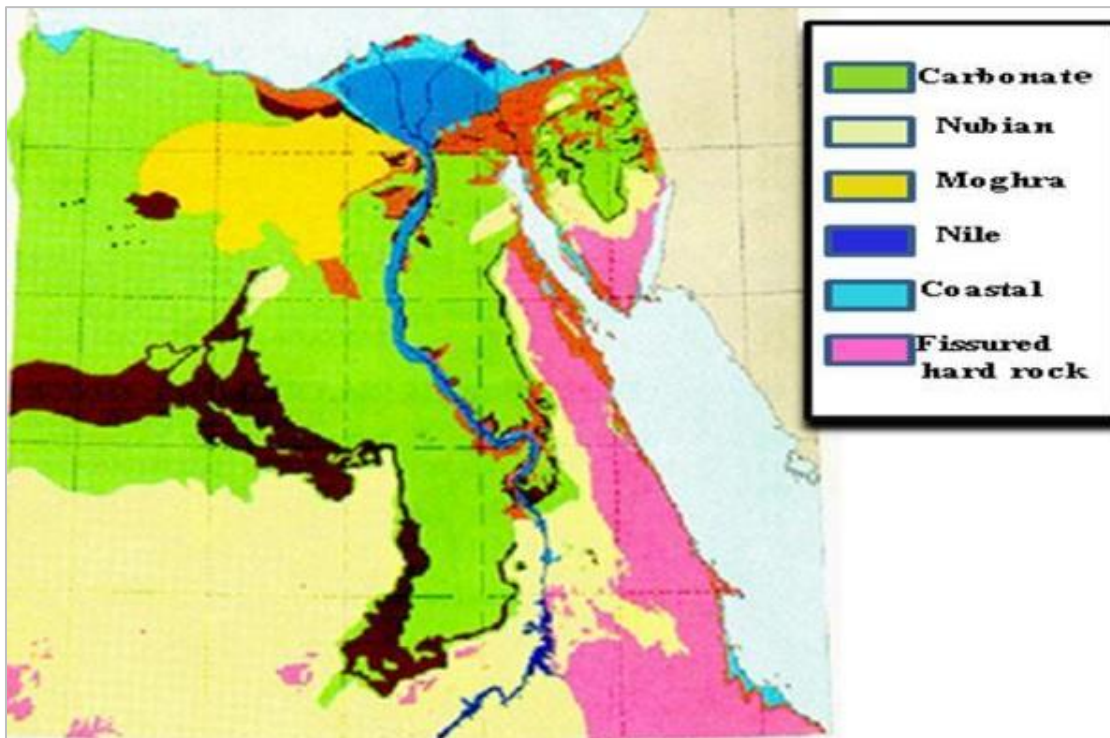 Carbonate
Nubian
Moghra
Nile
Coastal
Fissured
hard rock